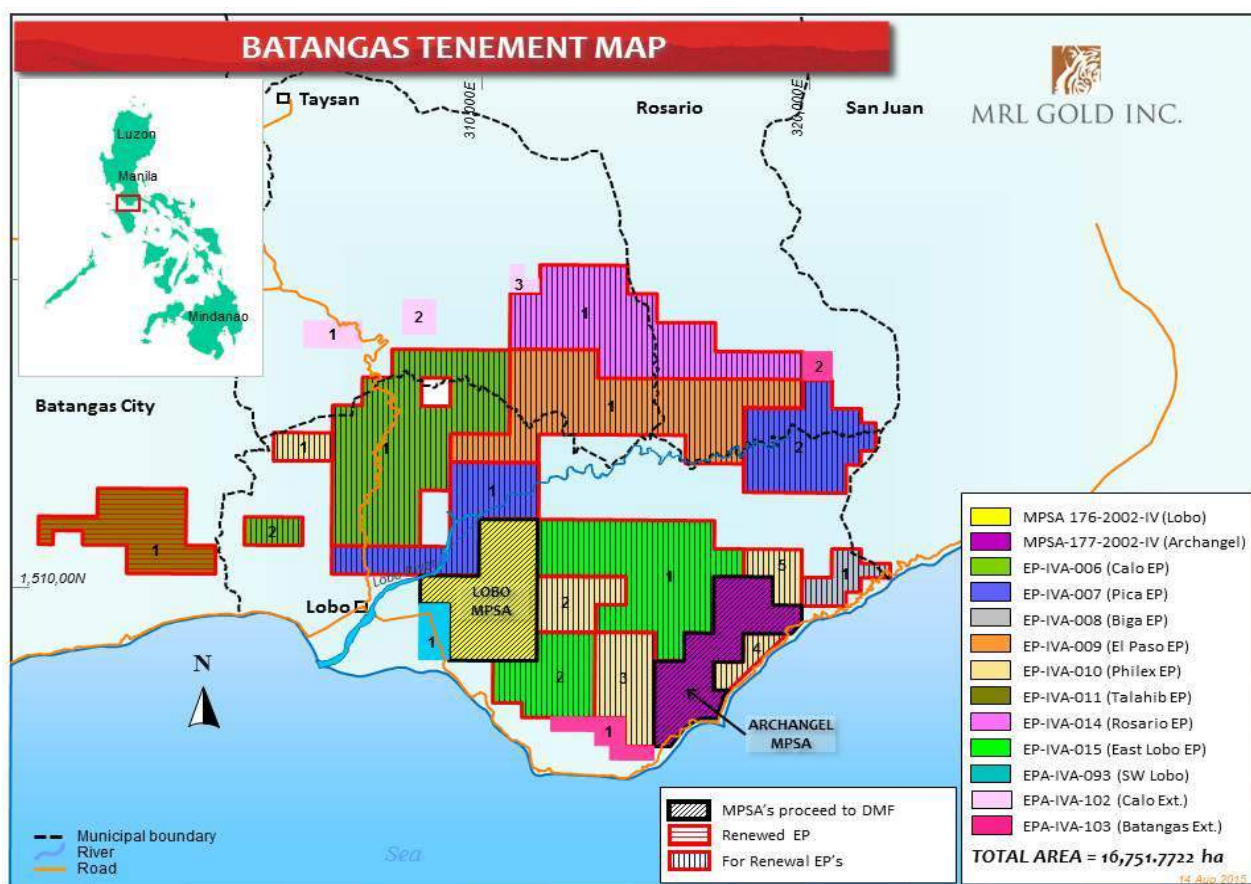 BATANGAS TENEMENT MAP
MRL GOLD INC.
Luzon
Manila
Mindanao
Taysan
310,000E
Rosario
320,000E
San Juan
3
1
2
1
2
Batangas City
1
1
1
2
1
1
2
1
1
5
1,510,00N
Lobo River
Lobo
LOBO
MPSA
2
1
4
2
3
1
ARCHANGEL
MPSA
N
Sea
Municipal boundary
River
Road
MPSA's proceed to DMF
Renewed EP
For Renewal EP's
MPSA 176-2002-IV (Lobo)
MPSA-177-2002-IV (Archangel)
EP-IVA-006 (Calo EP)
EP-IVA-007 (Pica EP)
EP-IVA-008 (Biga EP)
EP-IVA-009 (El Paso EP)
EP-IVA-010 (Philex EP)
EP-IVA-011 (Talahib EP)
EP-IVA-014 (Rosario EP)
EP-IVA-015 (East Lobo EP)
EPA-IVA-093 (SW Lobo)
EPA-IVA-102 (Calo Ext.)
EPA-IVA-103 (Batangas Ext.)
TOTAL AREA = 16,751.7722 ha
14 Aug 2015